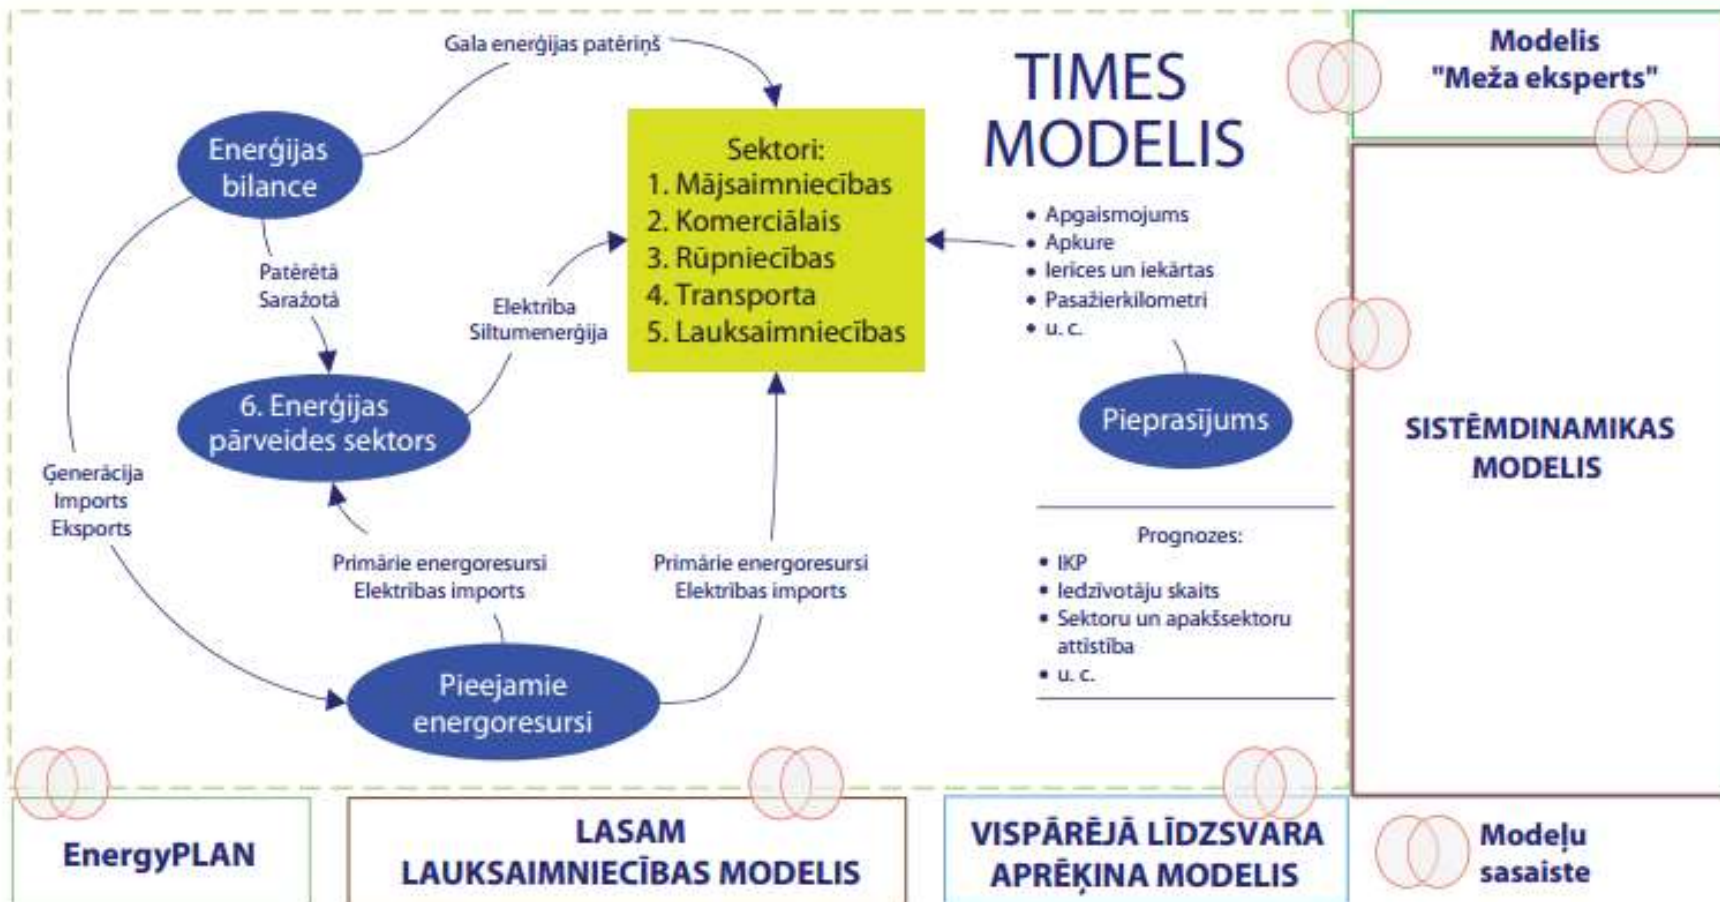 Gala enerģijas patēriņš
TIMES
MODELIS
Modelis
"Meža eksperts"
Enerģijas
bilance
Sektori:
1. Mājsaimniecības
2. Komerciālais
3. Rūpniecības
4. Transporta
5. Lauksaimniecības
• Apgaismojums
• Apkure
• Ierīces un iekārtas
• Pasažierkilometri
• u. c.
Patērētā
Saražotā
Elektrība
Siltumenerģija
6. Enerģijas
pārveides sektors
Pieprasījums
SISTĒMDINAMIKAS
MODELIS
Ģenerācija
Imports
Eksports
Primārie energoresursi
Elektrības imports
Primārie energoresursi
Elektrības imports
Prognozes:
• IKP
• Iedzīvotāju skaits
• Sektoru un apakšsektoru
attīstība
• u. c.
Pieejamie
energoresursi
EnergyPLAN
LASAM
LAUKSAIMNIECĪBAS MODELIS
VISPĀRĒJĀ LĪDZSVARA
APRĒĶINA MODELIS
Modeļu
sasaiste